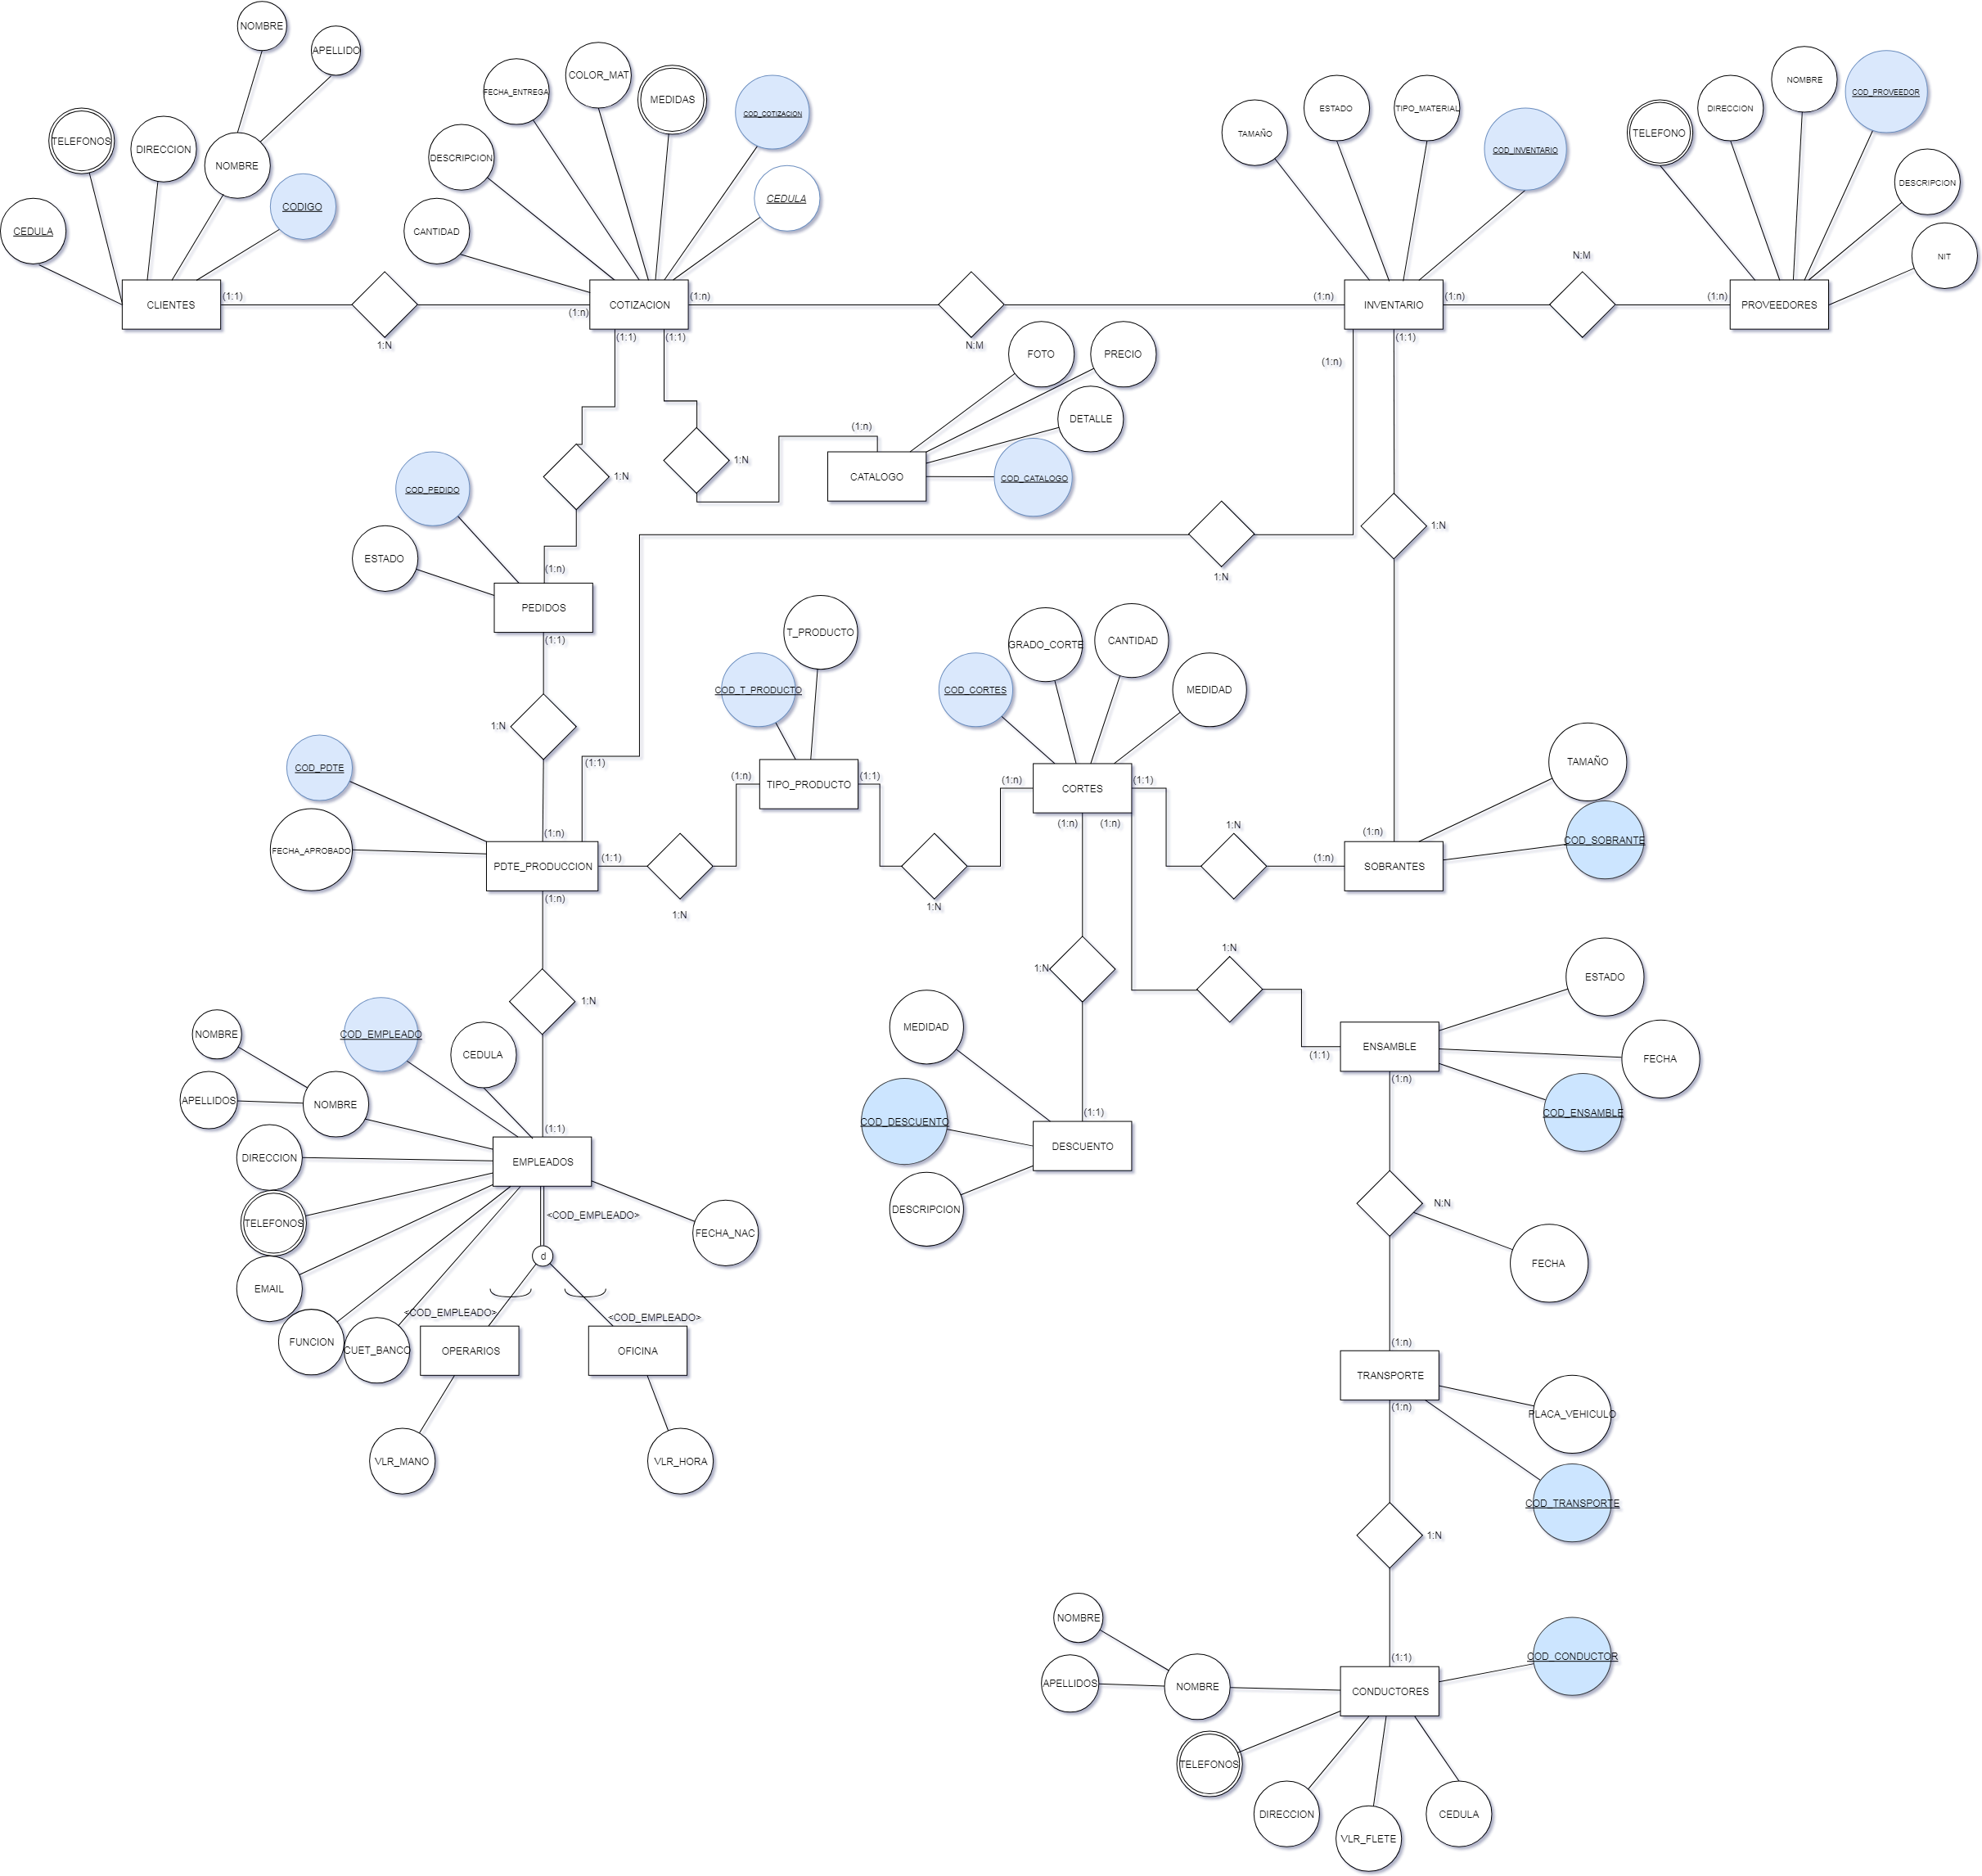 NOMBRE
APELLIDO
TELEFONOS
DIRECCION
NOMBRE
CODIGO
CEDULA
CLIENTES
(1:1)
1:N
(1:n)
FECHA_ENTREGA
COLOR_MAT
MEDIDAS
COD_COTIZACION
DESCRIPCION
CEDULA
CANTIDAD
COTIZACION
(1:n)
(1:1)
(1:1)
N:M
(1:n)
TAMAÑO
ESTADO
TIPO_MATERIAL
COD_INVENTARIO
INVENTARIO
(1:n)
(1:1)
(1:n)
N:M
(1:n)
TELEFONO
DIRECCION
NOMBRE
COD_PROVEEDOR
DESCRIPCION
NIT
PROVEEDORES
FOTO
PRECIO
DETALLE
COD_CATALOGO
CATALOGO
(1:n)
1:N
1:N
COD_PEDIDO
ESTADO
(1:n)
PEDIDOS
(1:1)
1:N
1:N
1:N
T_PRODUCTO
COD_T_PRODUCTO
TIPO_PRODUCTO
(1:n)
(1:1)
GRADO_CORTE
CANTIDAD
COD_CORTES
MEDIDAD
CORTES
(1:n)
(1:1)
(1:n)
(1:n)
TAMAÑO
COD_SOBRANTE
SOBRANTES
(1:n)
(1:n)
1:N
COD_PDTE
FECHA_APROBADO
(1:1)
(1:n)
PDTE_PRODUCCION
(1:1)
(1:n)
1:N
1:N
1:N
1:N
1:N
ESTADO
FECHA
COD_ENSAMBLE
ENSAMBLE
(1:1)
(1:n)
MEDIDAD
COD_DESCUENTO
DESCRIPCION
(1:1)
DESCUENTO
NOMBRE
COD_EMPLEADO
CEDULA
APELLIDOS
NOMBRE
(1:1)
DIRECCION
EMPLEADOS
TELEFONOS
<COD_EMPLEADO>
FECHA_NAC
d
EMAIL
<COD_EMPLEADO>
<COD_EMPLEADO>
FUNCION
CUET_BANCO
OPERARIOS
OFICINA
VLR_MANO
VLR_HORA
N:N
FECHA
(1:n)
TRANSPORTE
(1:n)
PLACA_VEHICULO
COD_TRANSPORTE
1:N
NOMBRE
APELLIDOS
NOMBRE
(1:1)
CONDUCTORES
COD_CONDUCTOR
TELEFONOS
DIRECCION
VLR_FLETE
CEDULA